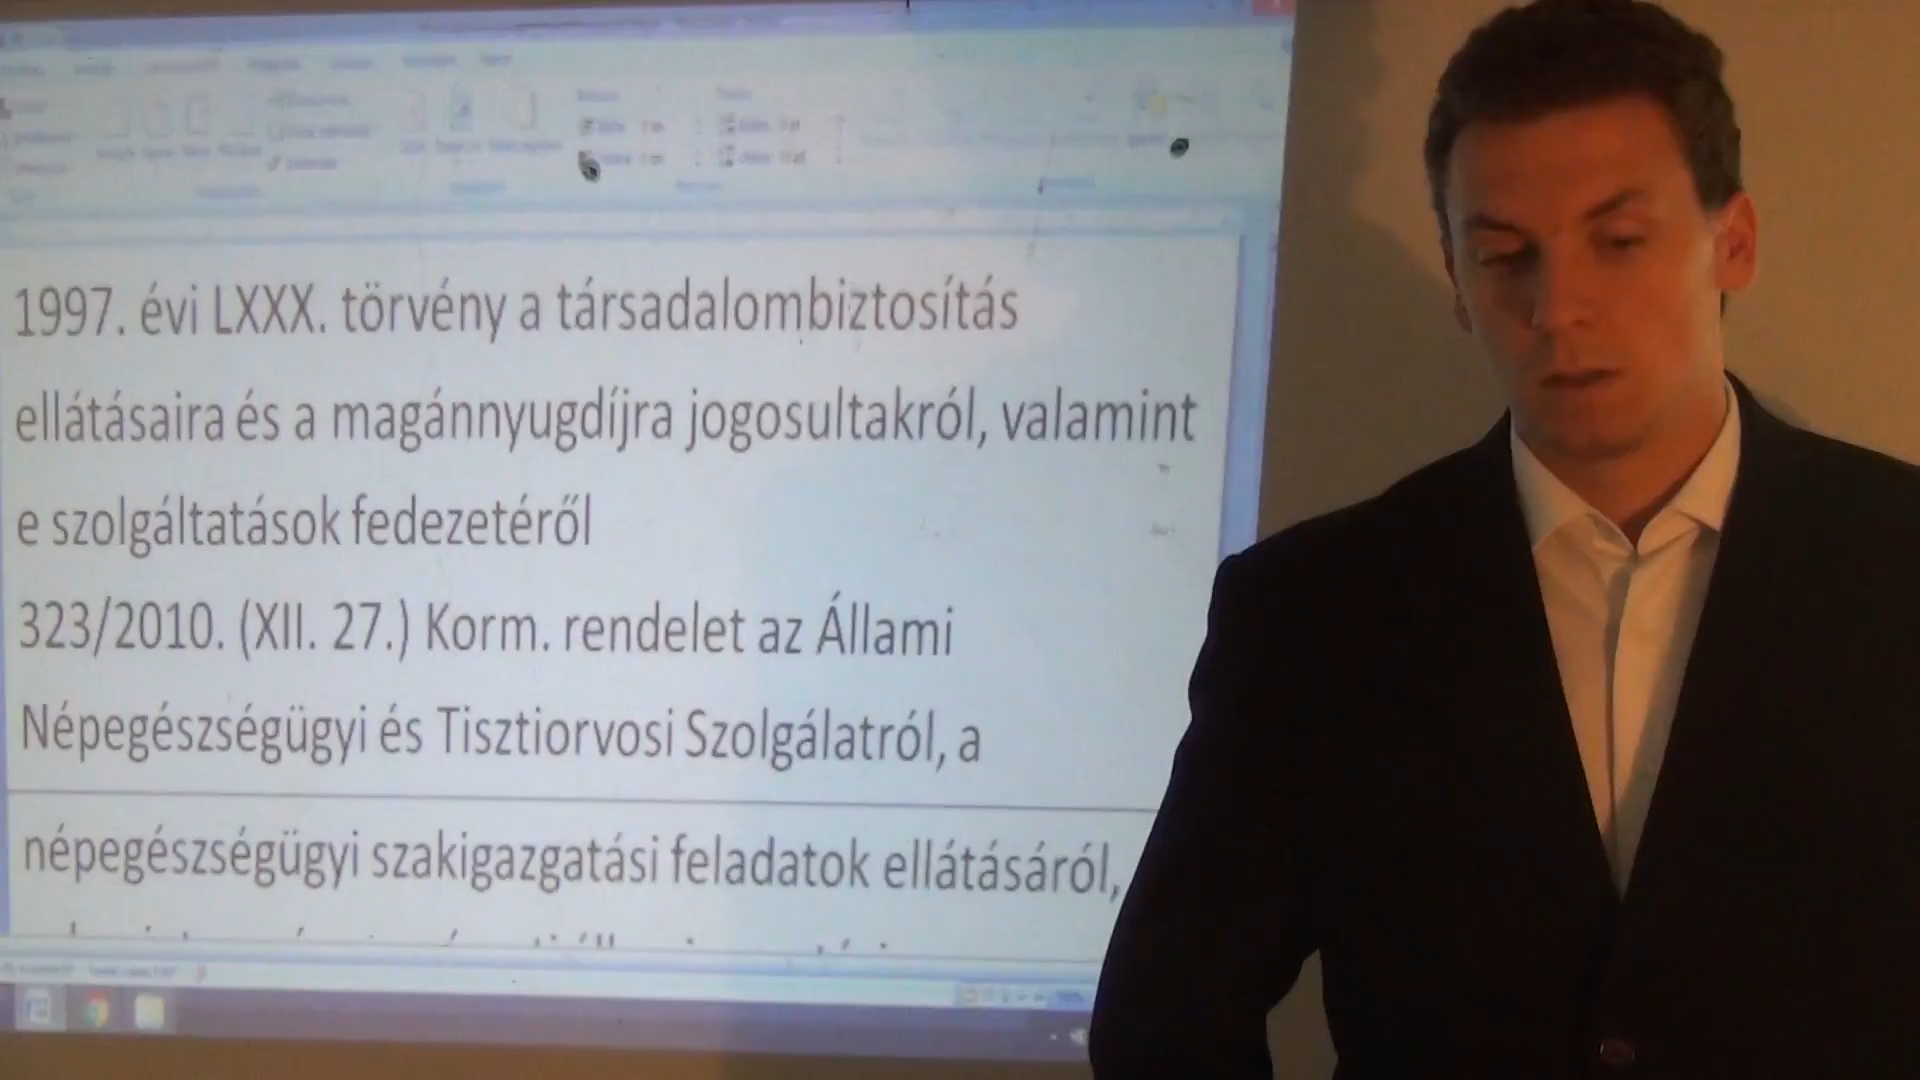 1997. évi LXXX. törvény a társadalombiztosítás
ellátásaira és a magánnyugdíjra jogosultakról, valamint
e szolgáltatások fedezetéről
323/2010. (XII. 27.) Korm. rendelet az Állami
Népegészségügyi és Tisztiorvosi Szolgálatról, a
népegészségügyi szakigazgatási feladatok ellátásáról,